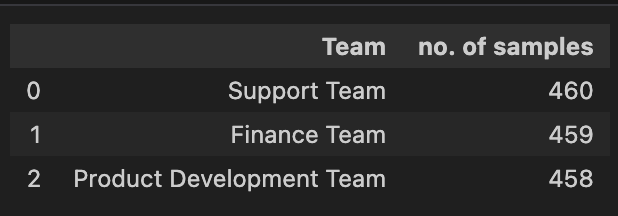 Team no. of samples
0 Support Team 460
1 Finance Team 459
2 Product Development Team 458